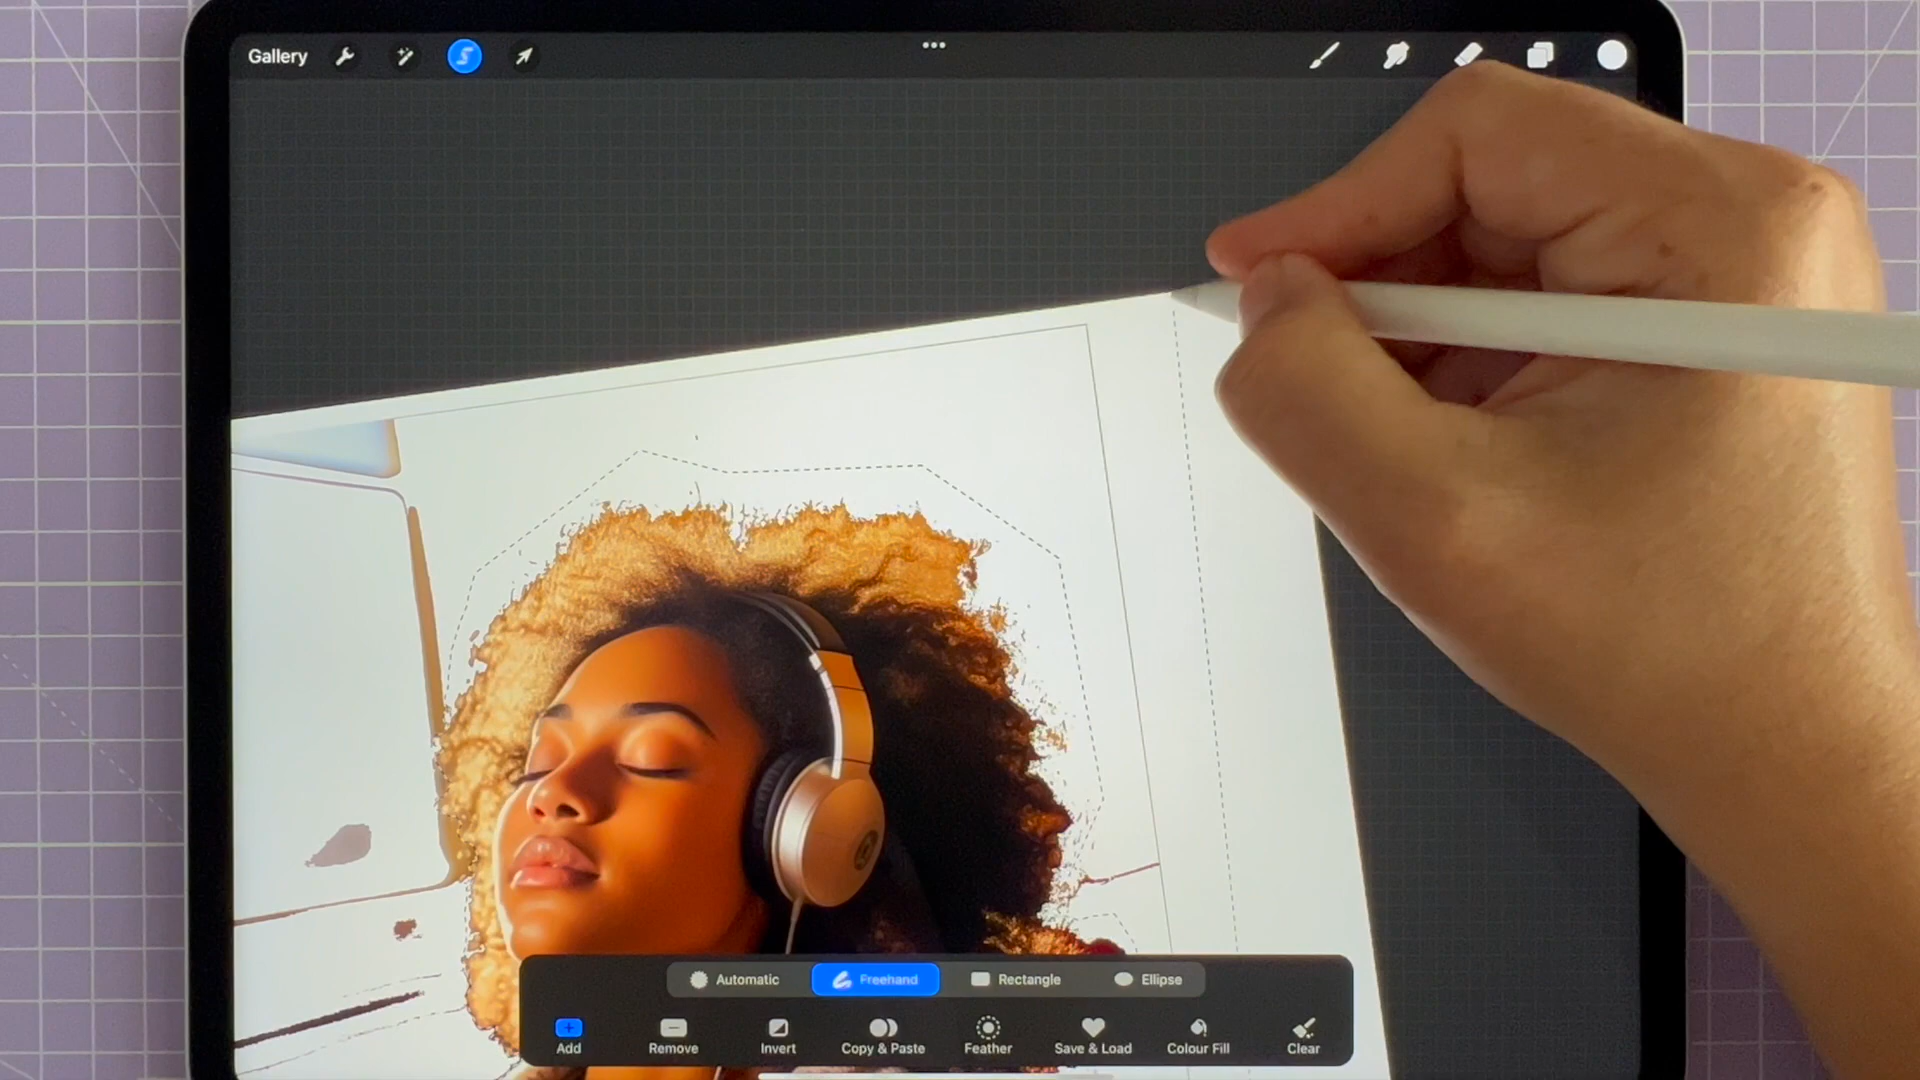 Gallery
Automatic Freehand Rectangle Ellipse
Add Remove Invert Copy & Paste Feather Save & Load Colour Fill Clear